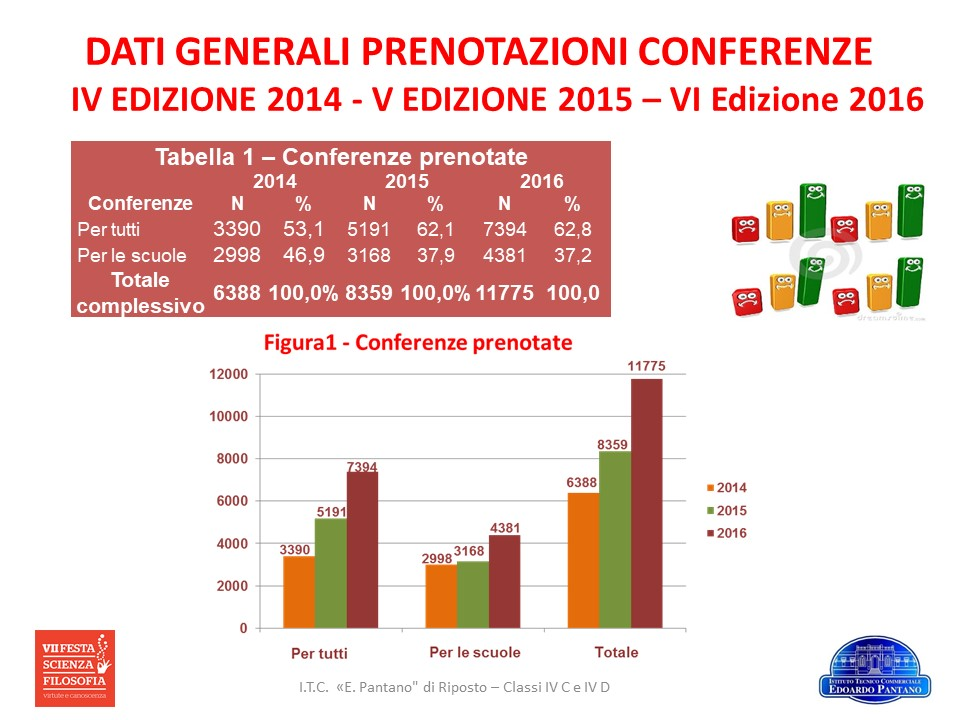 DATI GENERALI PRENOTAZIONI CONFERENZE
IV EDIZIONE 2014 - V EDIZIONE 2015 – VI Edizione 2016
Tabella 1 – Conferenze prenotate
2014 2015 2016
Conferenze N % N % N %
Per tutti 3390 53,1 5191 62,1 7394 62,8
Per le scuole 2998 46,9 3168 37,9 4381 37,2
Totale
complessivo 6388 100,0% 8359 100,0% 11775 100,0
dreamstime.com
Figura1 - Conferenze prenotate
12000
10000
8000
6000
4000
2000
0
3390
5191
7394
2998
3168
4381
6388
8359
11775
Per tutti
Per le scuole
Totale
2014
2015
2016
VII FESTA
SCIENZA
FILOSOFIA
virtute e canoscenza
I.T.C. «E. Pantano" di Riposto – Classi IV C e IV D
ISTITUTO TECNICO COMMERCIALE
EDOARDO PANTANO